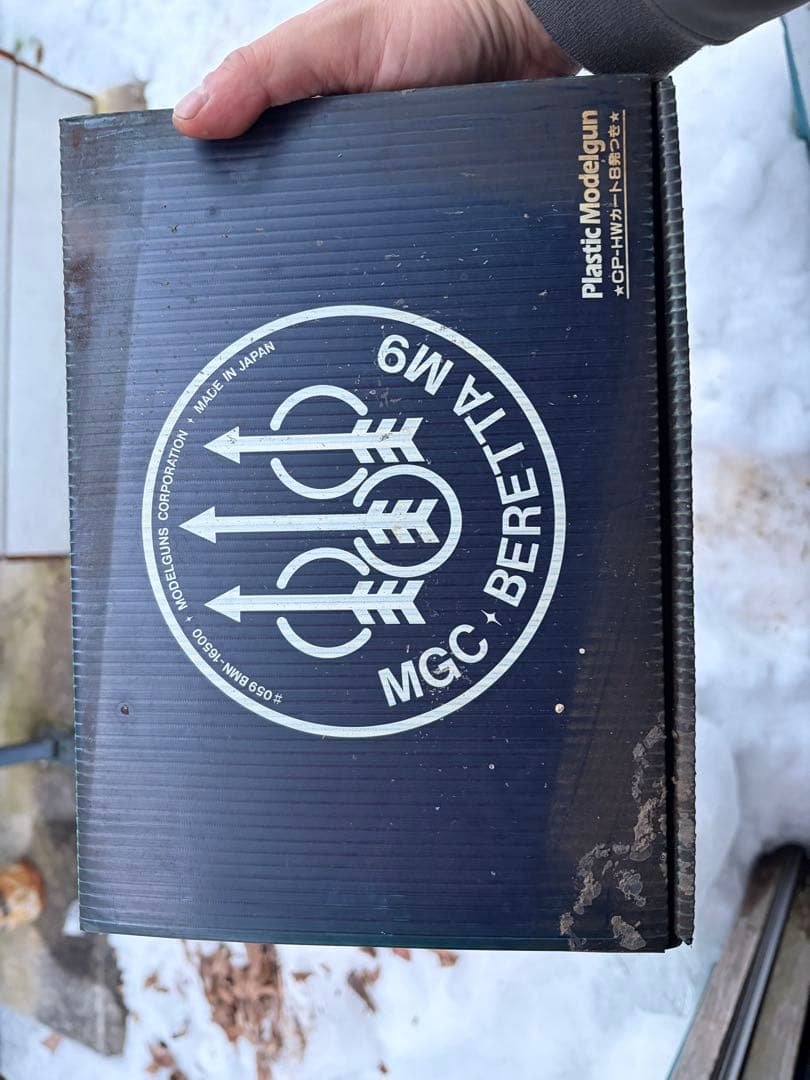 Plastic Modelgun
★CP-HWカート8発つき★
MGC ✦ BERETTA M9
#059 BMN-16500 ✦ MODELGUNS CORPORATION ✦ MADE IN JAPAN